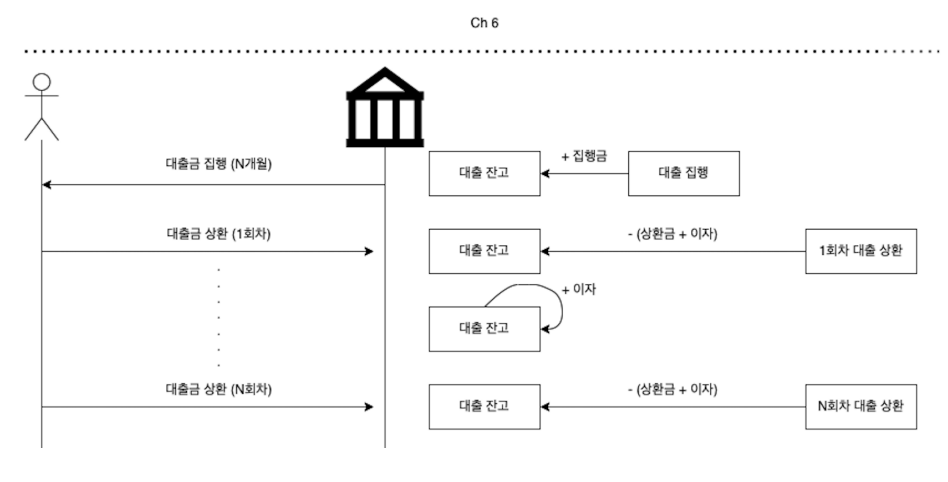 Ch 6
대출금 집행 (N개월)
대출 잔고
+ 집행금
대출 집행
대출금 상환 (1회차)
대출 잔고
- (상환금 + 이자)
1회차 대출 상환
+ 이자
대출 잔고
대출금 상환 (N회차)
대출 잔고
- (상환금 + 이자)
N회차 대출 상환